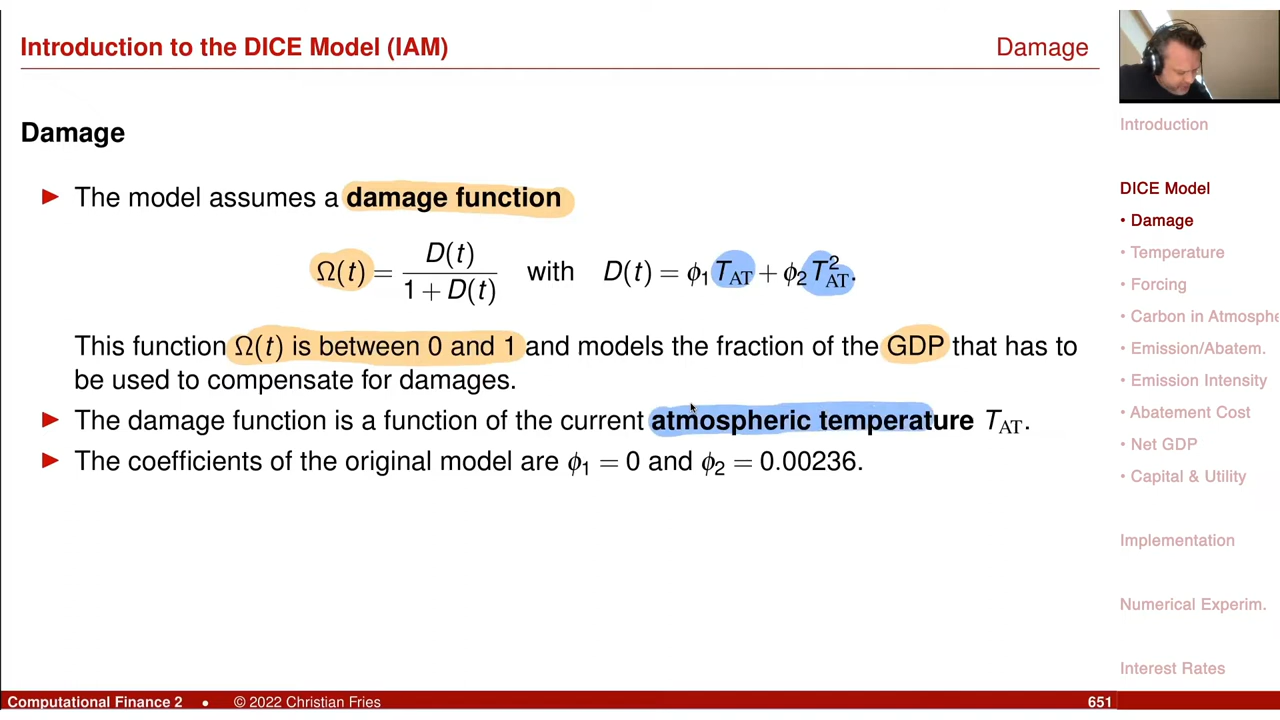 Introduction to the DICE Model (IAM)
Damage
Damage
► The model assumes a damage function
Ω(t) = D(t) / (1 + D(t)) with D(t) = ϕ₁ T_AT + ϕ₂ T²_AT.
This function Ω(t) is between 0 and 1 and models the fraction of the GDP that has to
be used to compensate for damages.
► The damage function is a function of the current atmospheric temperature T_AT.
► The coefficients of the original model are ϕ₁ = 0 and ϕ₂ = 0.00236.
Introduction
DICE Model
• Damage
• Temperature
• Forcing
• Carbon in Atmosphe
• Emission/Abatem.
• Emission Intensity
• Abatement Cost
• Net GDP
• Capital & Utility
Implementation
Numerical Experim.
Interest Rates
Computational Finance 2 • © 2022 Christian Fries
651